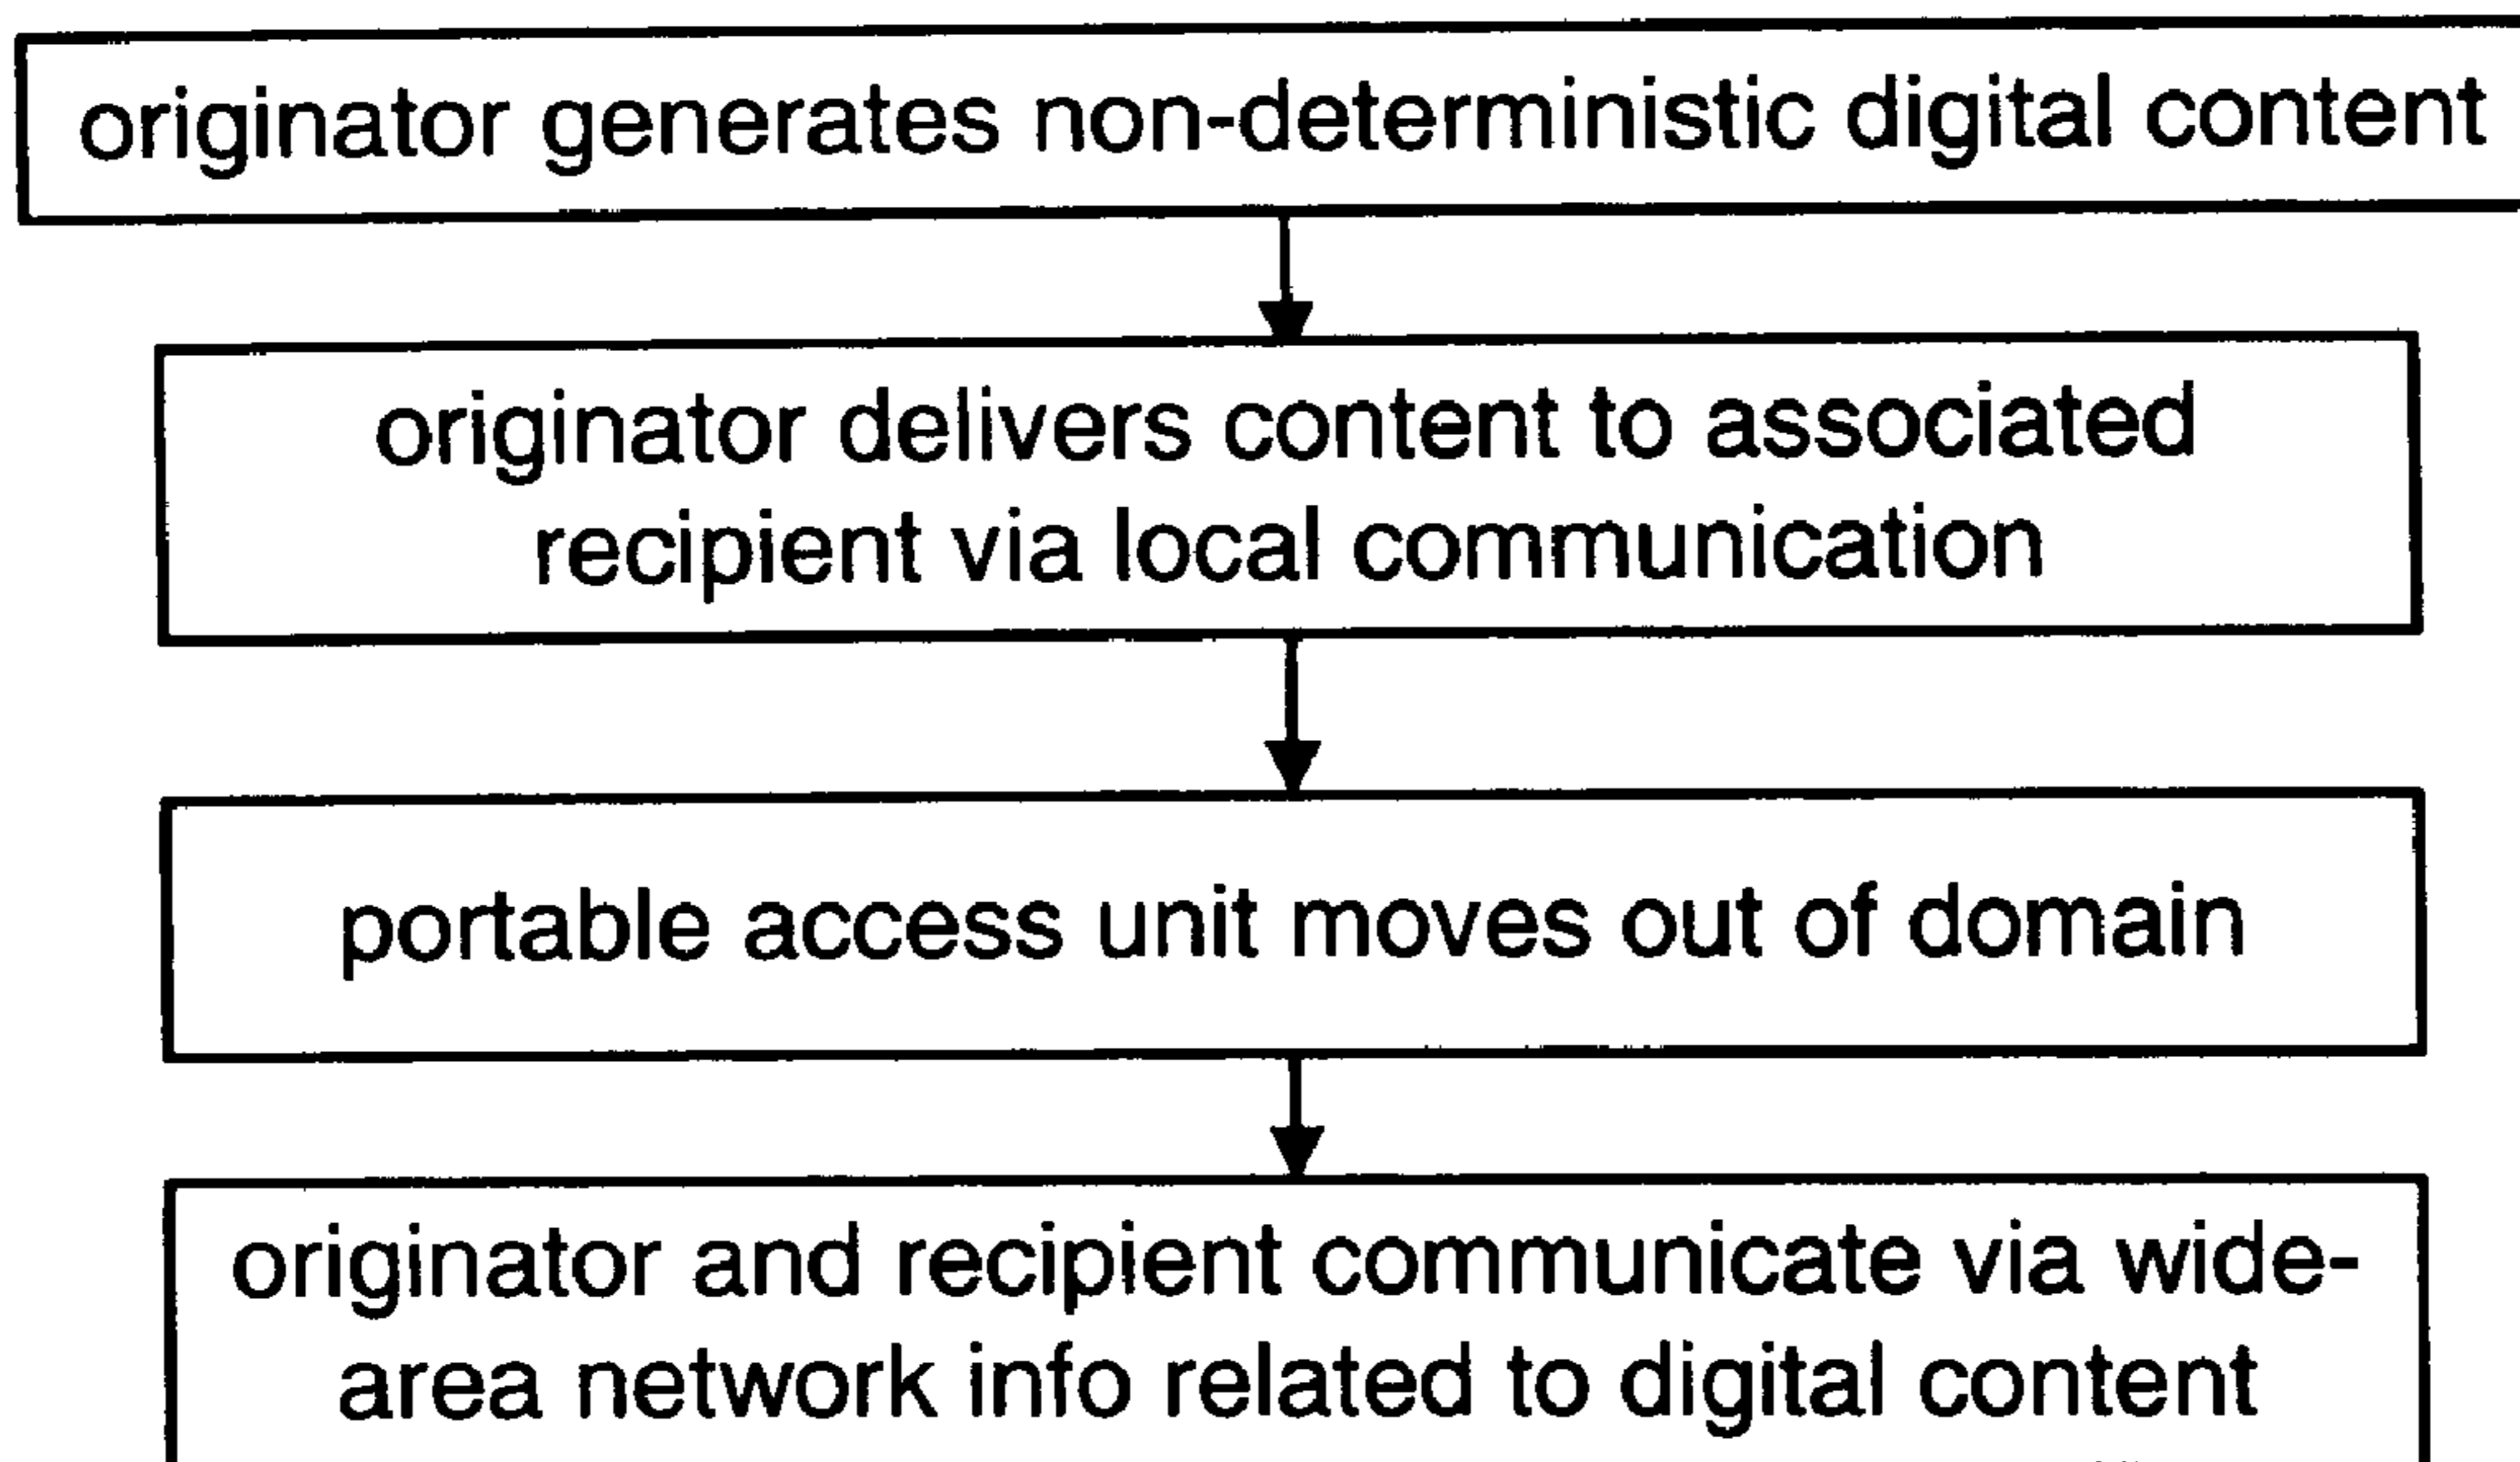 originator generates non-deterministic digital content
originator delivers content to associated
recipient via local communication
portable access unit moves out of domain
originator and recipient communicate via wide-
area network info related to digital content